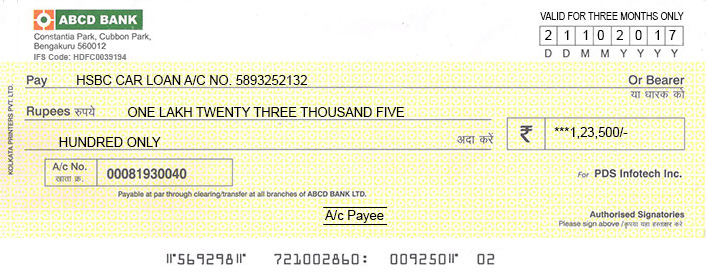 ABCD BANK
Constantia Park, Cubbon Park,
Bengakuru 560012
IFS Code: HDFC0039194
VALID FOR THREE MONTHS ONLY
2 1 1 0 2 0 1 7
D D M M Y Y Y Y
KOLKATA PRINTERS PVT. LTD.
Pay HSBC CAR LOAN A/C NO. 5893252132 Or Bearer
या धारक को
Rupees रुपये ONE LAKH TWENTY THREE THOUSAND FIVE
HUNDRED ONLY अदा करें ₹ ***1,23,500/-
A/c No. 00081930040
खाता क्र.
For PDS Infotech Inc.
Payable at par through clearing/transfer at all branches of ABCD BANK LTD.
A/c Payee
Authorised Signatories
Please sign above /कृपया यहा हस्ताक्षर करे
⑈569298⑈ 721002860: 009250⑈ 02